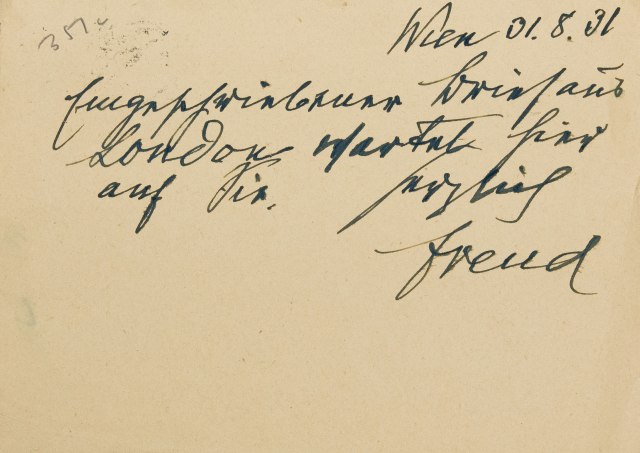 Wien 31.8.31
Eingeschriebener Brief aus
London wartet hier
auf Sie. Herzlich
Freud